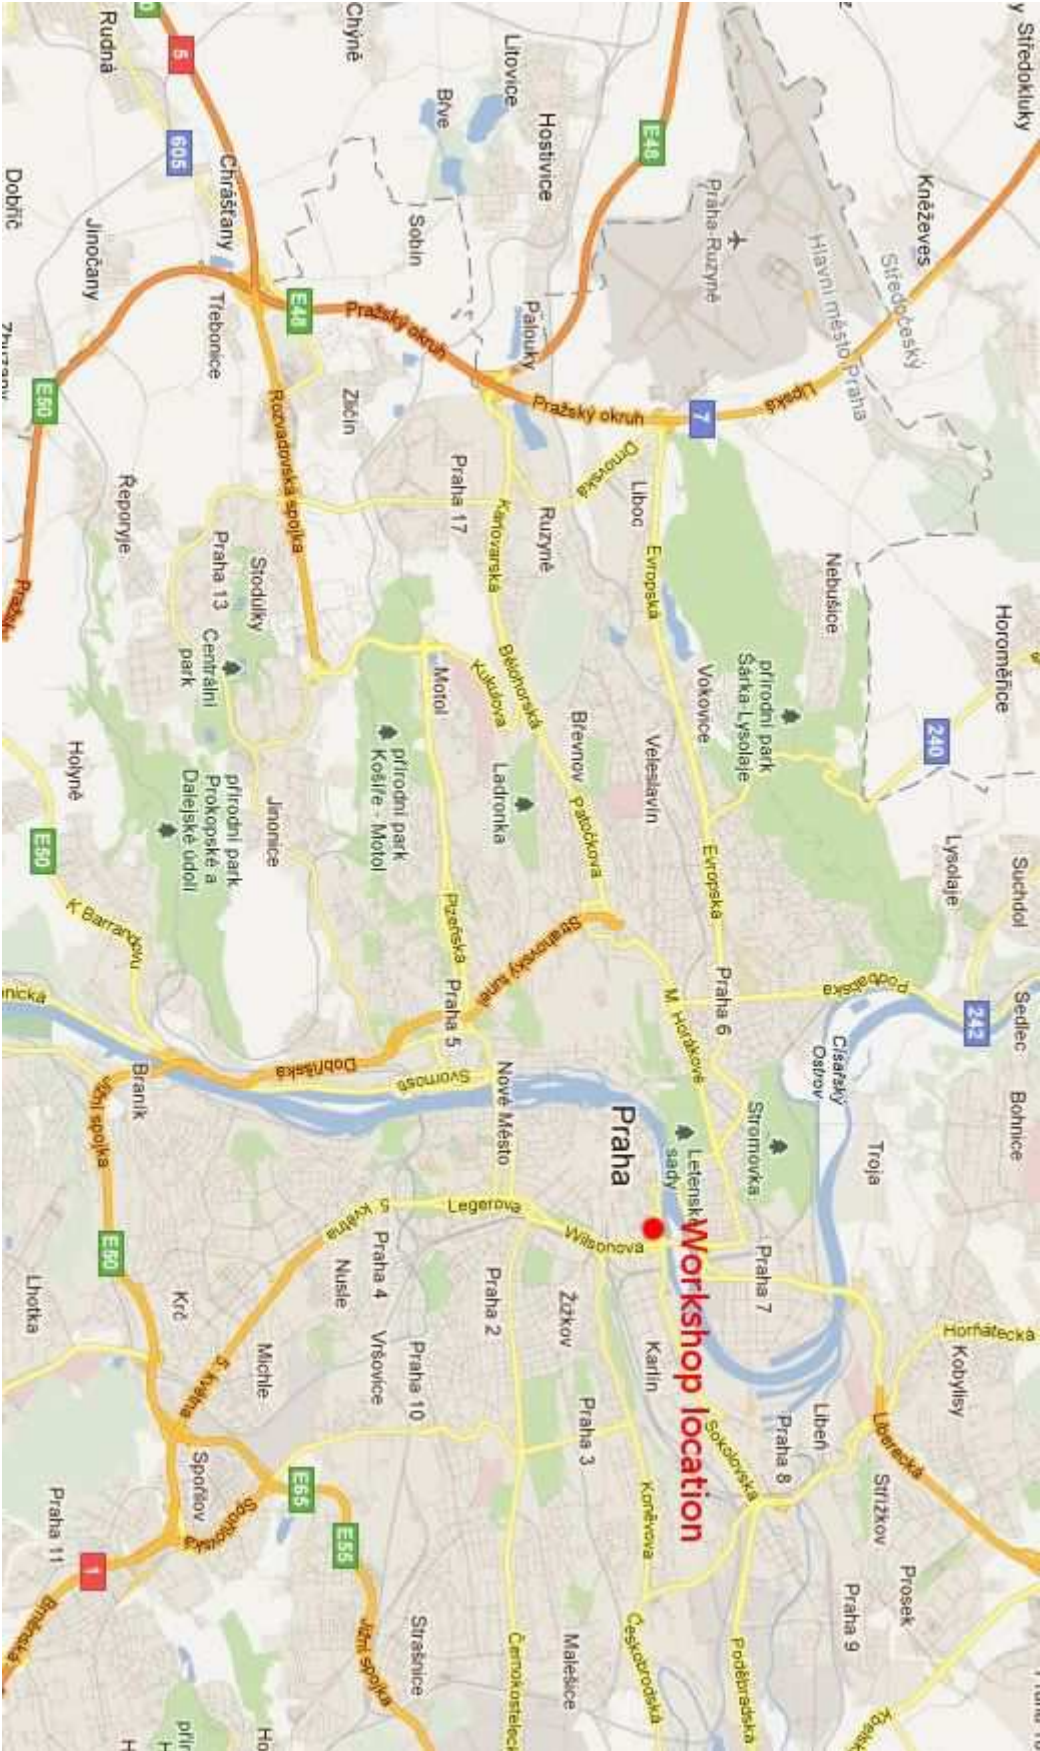 Středokluky
Kněževes
Horoměřice
Suchdol
Sedlec
Bohnice
Středočeský
Hlavní město Praha
240
Lysolaje
242
Horňátecká
Kobylisy
Prosek
Praha 9
Lipská
Nebušice
Podbabská
Císařský
Ostrov
Troja
Libeň
Praha 8
Liberecká
Střížkov
Praha-Ruzyně
7
přírodní park
Šárka-Lysolaje
Vokovice
Evropská
Evropská
Praha 6
M. Horákové
Stromovka
Letenské
sady
Praha 7
Workshop location
Sokolovská
Poděbradská
Kbelská
E48
Pražský okruh
Drnovská
Liboc
Veleslavín
Praha
Wilsonova
Karlín
Koněvova
Českobrodská
Litovice
Hostivice
Palouky
Ruzyně
Břevnov
Patočkova
Strahovský tunel
Žižkov
Praha 3
Malešice
Chýně
Břve
Sobín
Praha 17
Karlovarská
Bělohorská
Kukulova
Ladronka
Nové Město
Legerova
Praha 2
Černokostelecká
Pražský okruh
E48
Zličín
Motol
přírodní park
Košíře - Motol
Plzeňská
Praha 5
Svornosti
5. května
Praha 4
Nusle
Praha 10
Vršovice
Strašnice
Rudná
5
605
Chrášťany
Třebonice
Rozvadovská spojka
Stodůlky
Praha 13
Centrální
park
Jinonice
přírodní park
Prokopské a
Dalejské údolí
Dobříšská
Michle
5. května
Spořilov
Spořilovská
E65
E55
Jižní spojka
Dobříč
Jinočany
E50
Řeporyje
Holyně
E50
K Barrandovu
Braník
Jižní spojka
E50
Krč
Lhotka
Praha 11
1
Brněnská